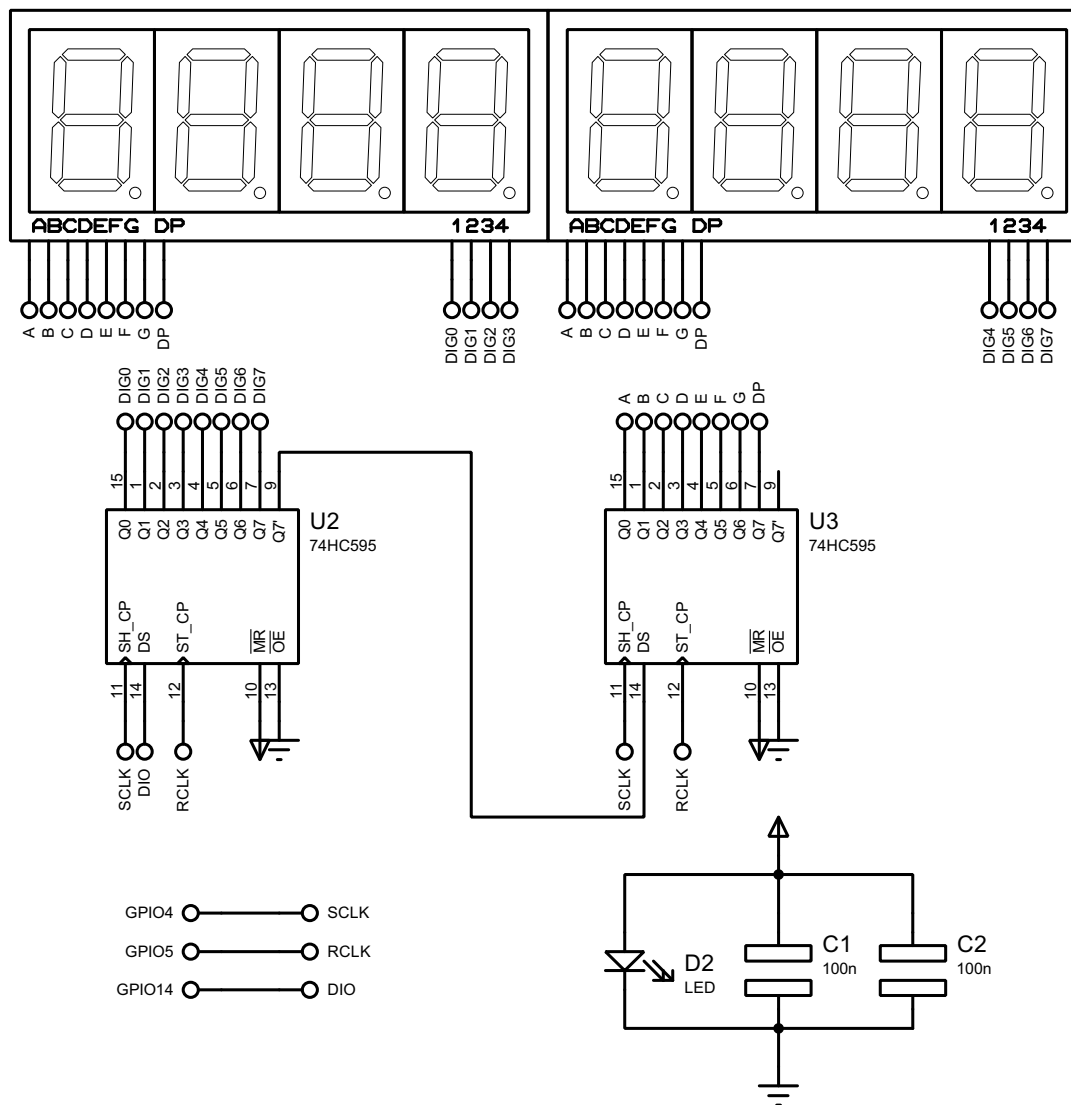 ABCDEFG DP 1234 ABCDEFG DP 1234
A B C D E F G DP DIG0 DIG1 DIG2 DIG3 A B C D E F G DP DIG4 DIG5 DIG6 DIG7
DIG0 DIG1 DIG2 DIG3 DIG4 DIG5 DIG6 DIG7 A B C D E F G DP
15 1 2 3 4 5 6 7 9 15 1 2 3 4 5 6 7 9
Q0 Q1 Q2 Q3 Q4 Q5 Q6 Q7 Q7' U2 Q0 Q1 Q2 Q3 Q4 Q5 Q6 Q7 Q7' U3
74HC595 74HC595
SH_CP DS ST_CP MR OE SH_CP DS ST_CP MR OE
11 14 12 10 13 11 14 12 10 13
SCLK DIO RCLK SCLK RCLK
GPIO4 SCLK
GPIO5 RCLK
GPIO14 DIO
D2
LED
C1
100n
C2
100n